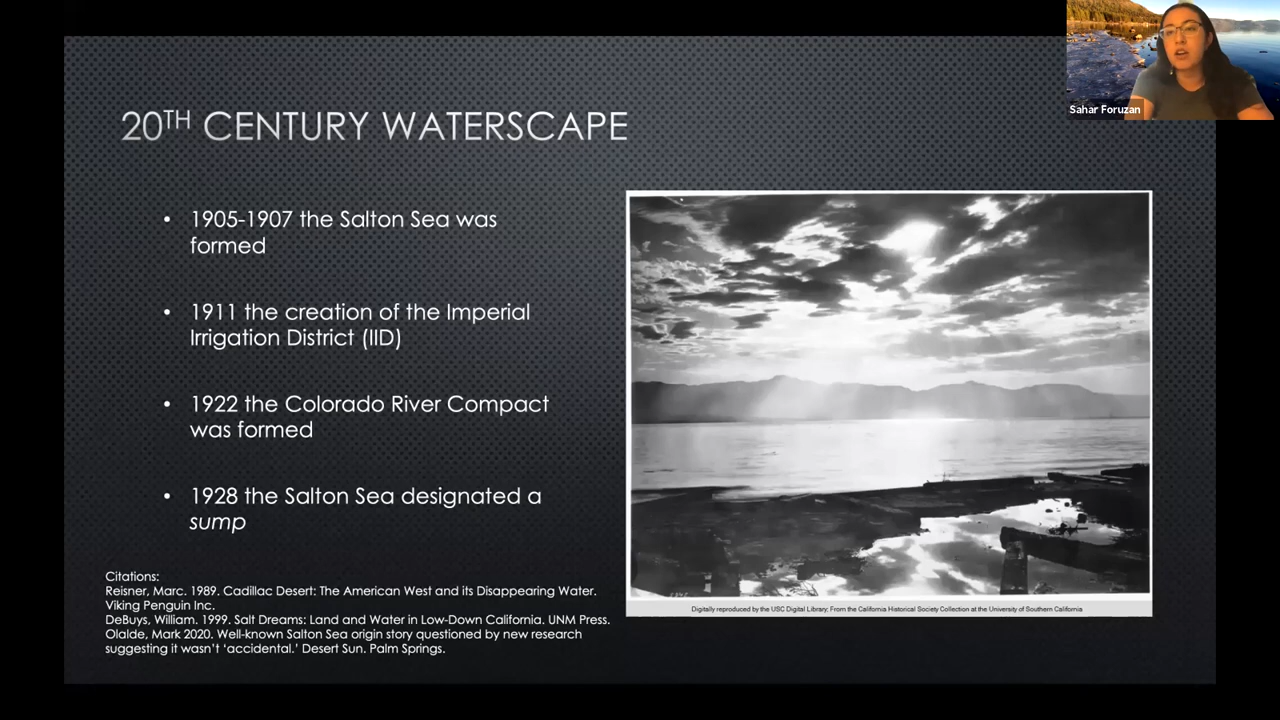 Sahar Foruzan
20TH CENTURY WATERSCAPE
• 1905-1907 the Salton Sea was
formed
• 1911 the creation of the Imperial
Irrigation District (IID)
• 1922 the Colorado River Compact
was formed
• 1928 the Salton Sea designated a
sump
Citations:
Reisner, Marc. 1989. Cadillac Desert: The American West and its Disappearing Water.
Viking Penguin Inc.
DeBuys, William. 1999. Salt Dreams: Land and Water in Low-Down California. UNM Press.
Olalde, Mark 2020. Well-known Salton Sea origin story questioned by new research
suggesting it wasn't 'accidental.' Desert Sun. Palm Springs.
Digitally reproduced by the USC Digital Library; From the California Historical Society Collection at the University of Southern California